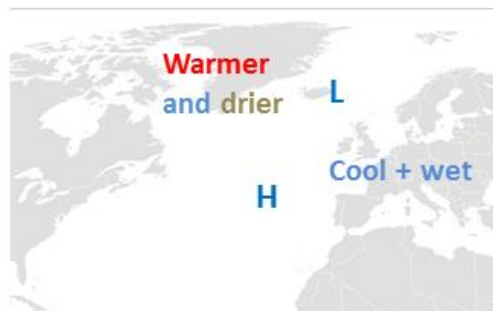 Warmer
and drier
L
Cool + wet
H